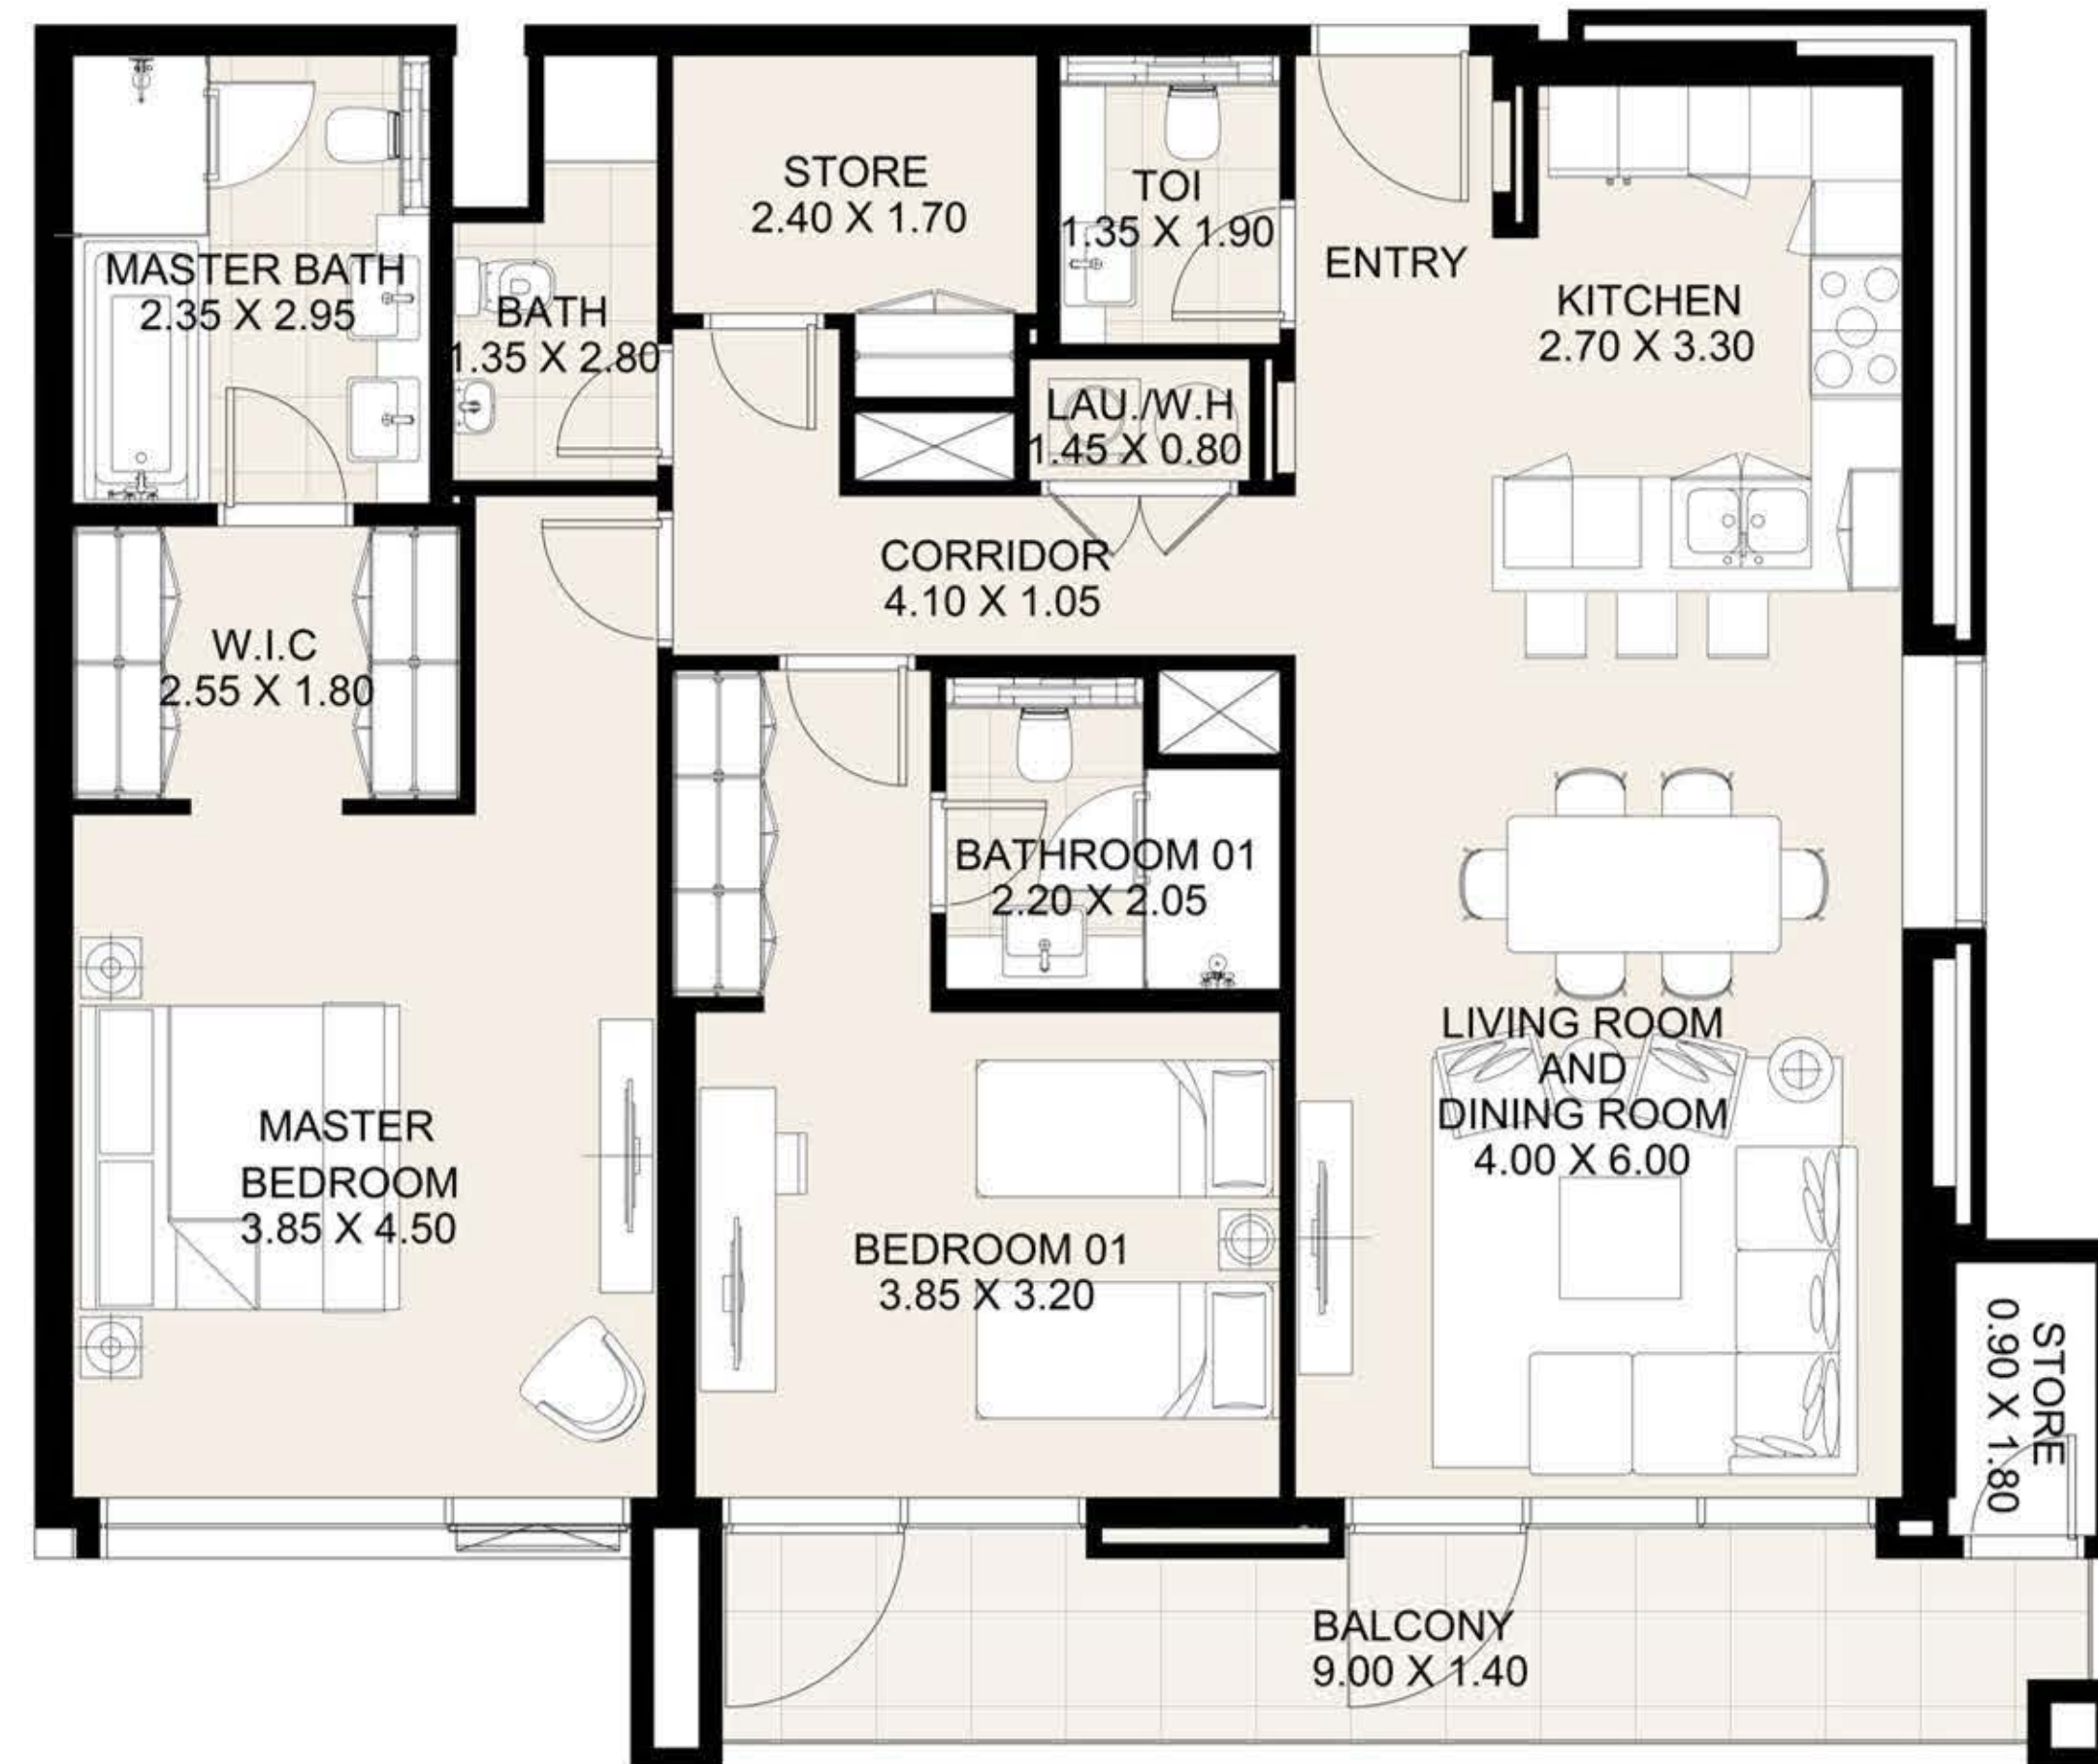 STORE
2.40 X 1.70
TOI
1.35 X 1.90
ENTRY
MASTER BATH
2.35 X 2.95
BATH
1.35 X 2.80
KITCHEN
2.70 X 3.30
LAU./W.H
1.45 X 0.80
CORRIDOR
4.10 X 1.05
W.I.C
2.55 X 1.80
BATHROOM 01
2.20 X 2.05
LIVING ROOM
AND
DINING ROOM
4.00 X 6.00
MASTER
BEDROOM
3.85 X 4.50
BEDROOM 01
3.85 X 3.20
STORE
0.90 X 1.80
BALCONY
9.00 X 1.40